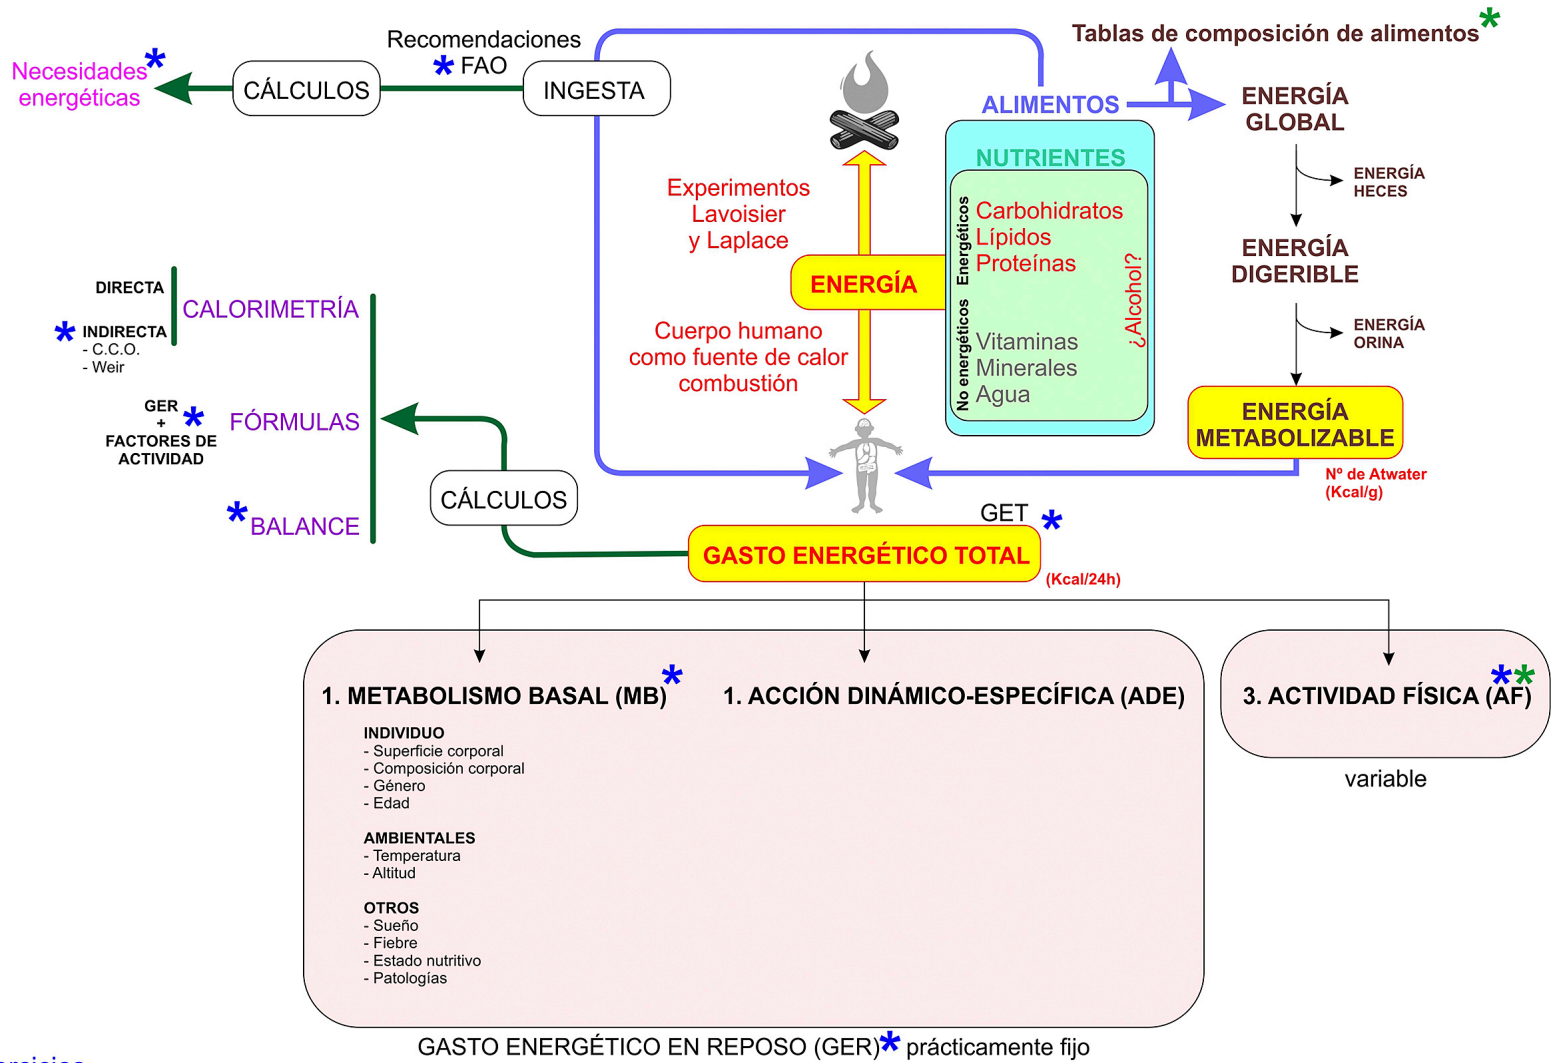 Tablas de composición de alimentos*
Recomendaciones
* FAO
Necesidades*
energéticas
CÁLCULOS
INGESTA
ALIMENTOS
ENERGÍA
GLOBAL
NUTRIENTES
ENERGÍA
HECES
Experimentos
Lavoisier
y Laplace
Energéticos
Carbohidratos
Lípidos
Proteínas
¿Alcohol?
ENERGÍA
DIGERIBLE
ENERGÍA
DIRECTA
CALORIMETRÍA
* INDIRECTA
- C.C.O.
- Weir
Cuerpo humano
como fuente de calor
combustión
No energéticos
Vitaminas
Minerales
Agua
ENERGÍA
ORINA
GER
+
FACTORES DE
ACTIVIDAD
*
FÓRMULAS
ENERGÍA
METABOLIZABLE
Nº de Atwater
(Kcal/g)
CÁLCULOS
* BALANCE
GET *
GASTO ENERGÉTICO TOTAL
(Kcal/24h)
1. METABOLISMO BASAL (MB)*
1. ACCIÓN DINÁMICO-ESPECÍFICA (ADE)
3. ACTIVIDAD FÍSICA (AF)**
variable
INDIVIDUO
- Superficie corporal
- Composición corporal
- Género
- Edad
AMBIENTALES
- Temperatura
- Altitud
OTROS
- Sueño
- Fiebre
- Estado nutritivo
- Patologías
GASTO ENERGÉTICO EN REPOSO (GER)* prácticamente fijo